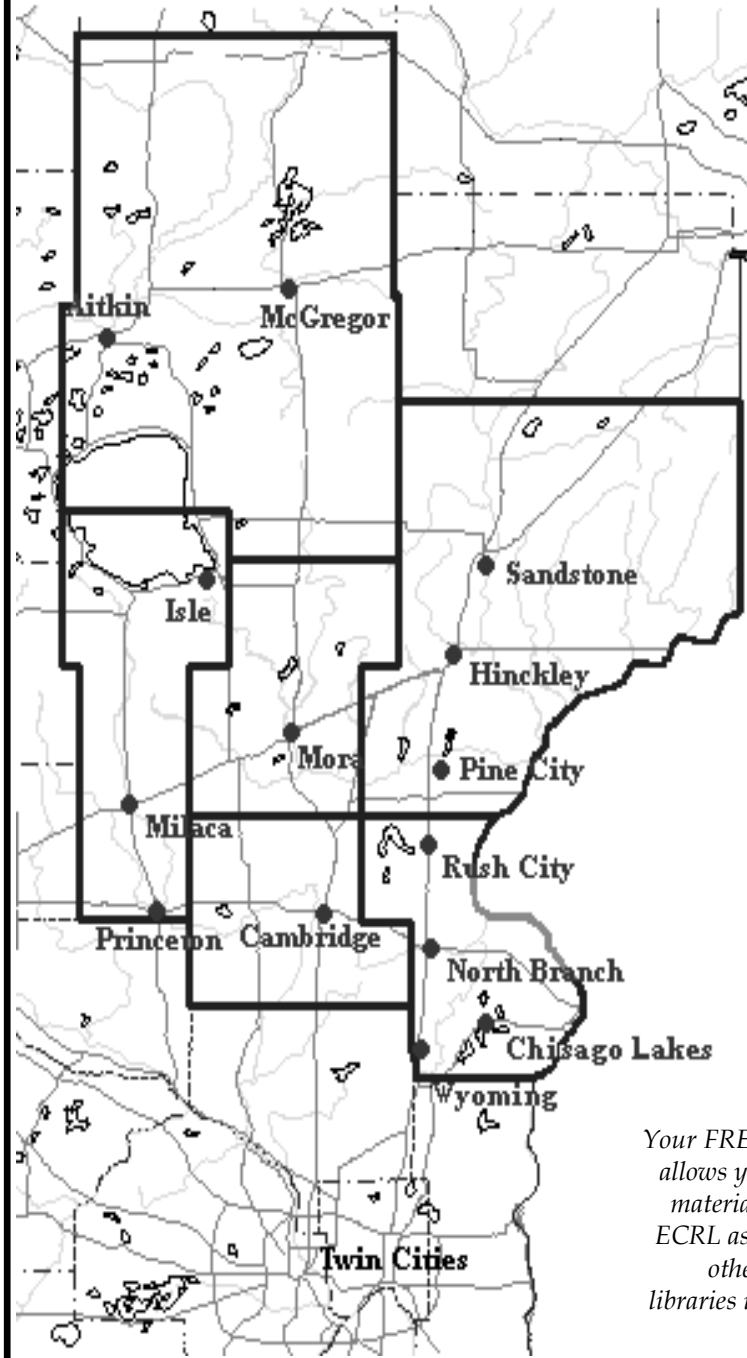 Aitkin
McGregor
Sandstone
Isle
Hinckley
Mora
Pine City
Milaca
Rush City
Princeton
Cambridge
North Branch
Chisago Lakes
Wyoming
Your FRE
allows y
materia
ECRL as
othe
libraries
Twin Cities